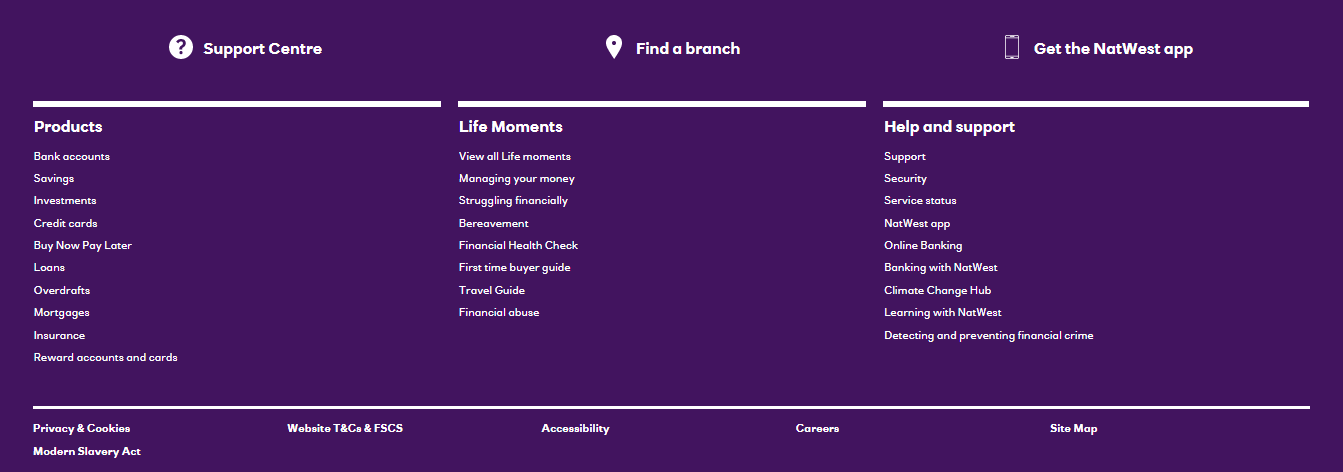 Support Centre
Find a branch
Get the NatWest app
Products
Bank accounts
Savings
Investments
Credit cards
Buy Now Pay Later
Loans
Overdrafts
Mortgages
Insurance
Reward accounts and cards
Life Moments
View all Life moments
Managing your money
Struggling financially
Bereavement
Financial Health Check
First time buyer guide
Travel Guide
Financial abuse
Help and support
Support
Security
Service status
NatWest app
Online Banking
Banking with NatWest
Climate Change Hub
Learning with NatWest
Detecting and preventing financial crime
Privacy & Cookies
Website T&Cs & FSCS
Accessibility
Careers
Site Map
Modern Slavery Act